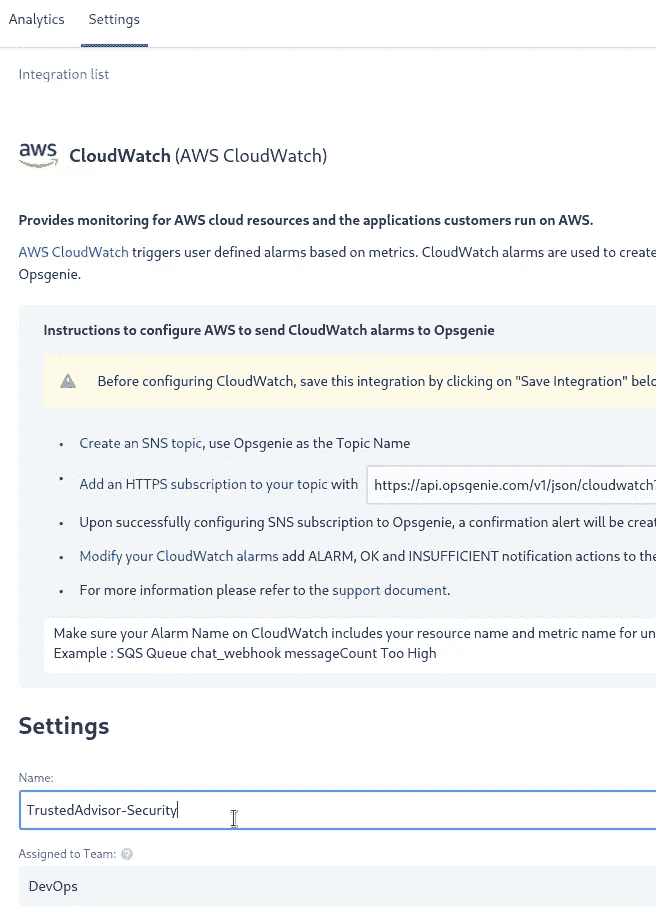 Analytics Settings
Integration list
aws CloudWatch (AWS CloudWatch)
Provides monitoring for AWS cloud resources and the applications customers run on AWS.
AWS CloudWatch triggers user defined alarms based on metrics. CloudWatch alarms are used to create
Opsgenie.
Instructions to configure AWS to send CloudWatch alarms to Opsgenie
Before configuring CloudWatch, save this integration by clicking on "Save Integration" belo
• Create an SNS topic, use Opsgenie as the Topic Name
• Add an HTTPS subscription to your topic with https://api.opsgenie.com/v1/json/cloudwatch?
• Upon successfully configuring SNS subscription to Opsgenie, a confirmation alert will be creat
• Modify your CloudWatch alarms add ALARM, OK and INSUFFICIENT notification actions to the
• For more information please refer to the support document.
Make sure your Alarm Name on CloudWatch includes your resource name and metric name for un
Example : SQS Queue chat_webhook messageCount Too High
Settings
Name:
TrustedAdvisor-Security
Assigned to Team: ?
DevOps